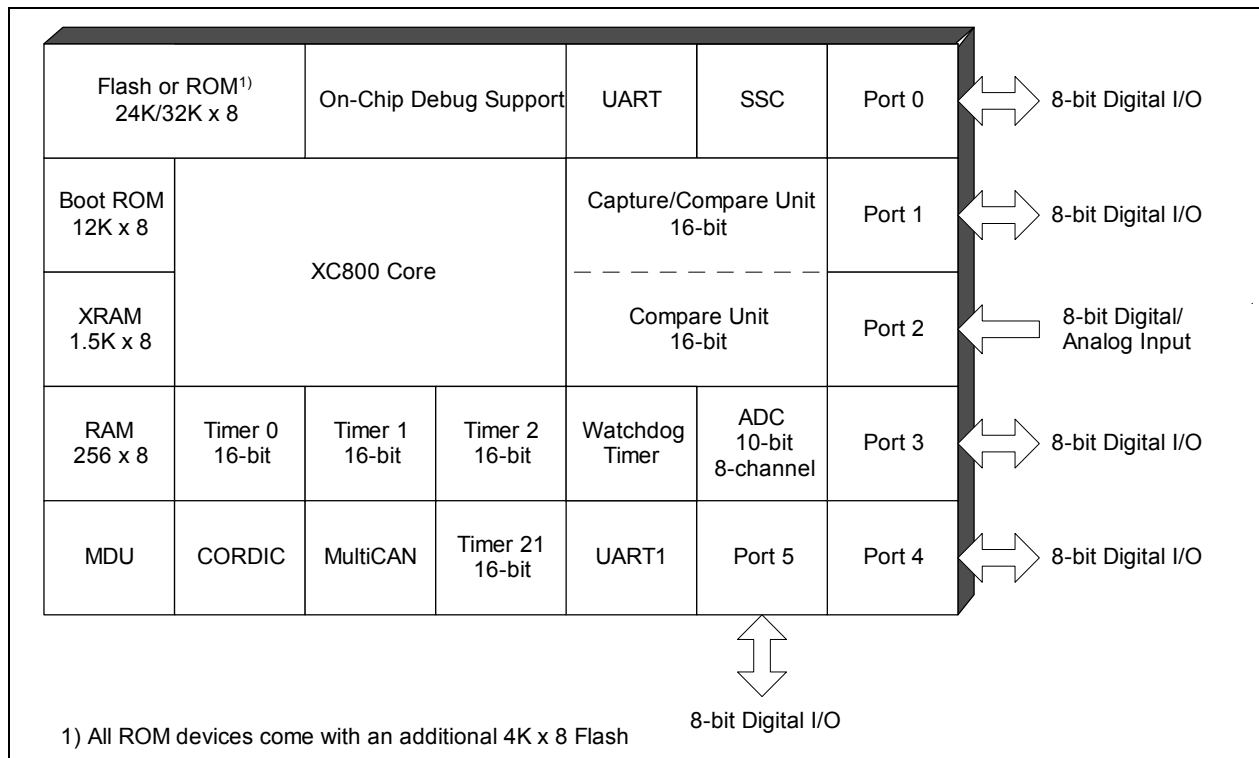 Flash or ROM1)
24K/32K x 8
On-Chip Debug Support
UART
SSC
Port 0
8-bit Digital I/O
Boot ROM
12K x 8
XC800 Core
Capture/Compare Unit
16-bit
Port 1
8-bit Digital I/O
XRAM
1.5K x 8
Compare Unit
16-bit
Port 2
8-bit Digital/
Analog Input
RAM
256 x 8
Timer 0
16-bit
Timer 1
16-bit
Timer 2
16-bit
Watchdog
Timer
ADC
10-bit
8-channel
Port 3
8-bit Digital I/O
MDU
CORDIC
MultiCAN
Timer 21
16-bit
UART1
Port 5
Port 4
8-bit Digital I/O
8-bit Digital I/O
1) All ROM devices come with an additional 4K x 8 Flash